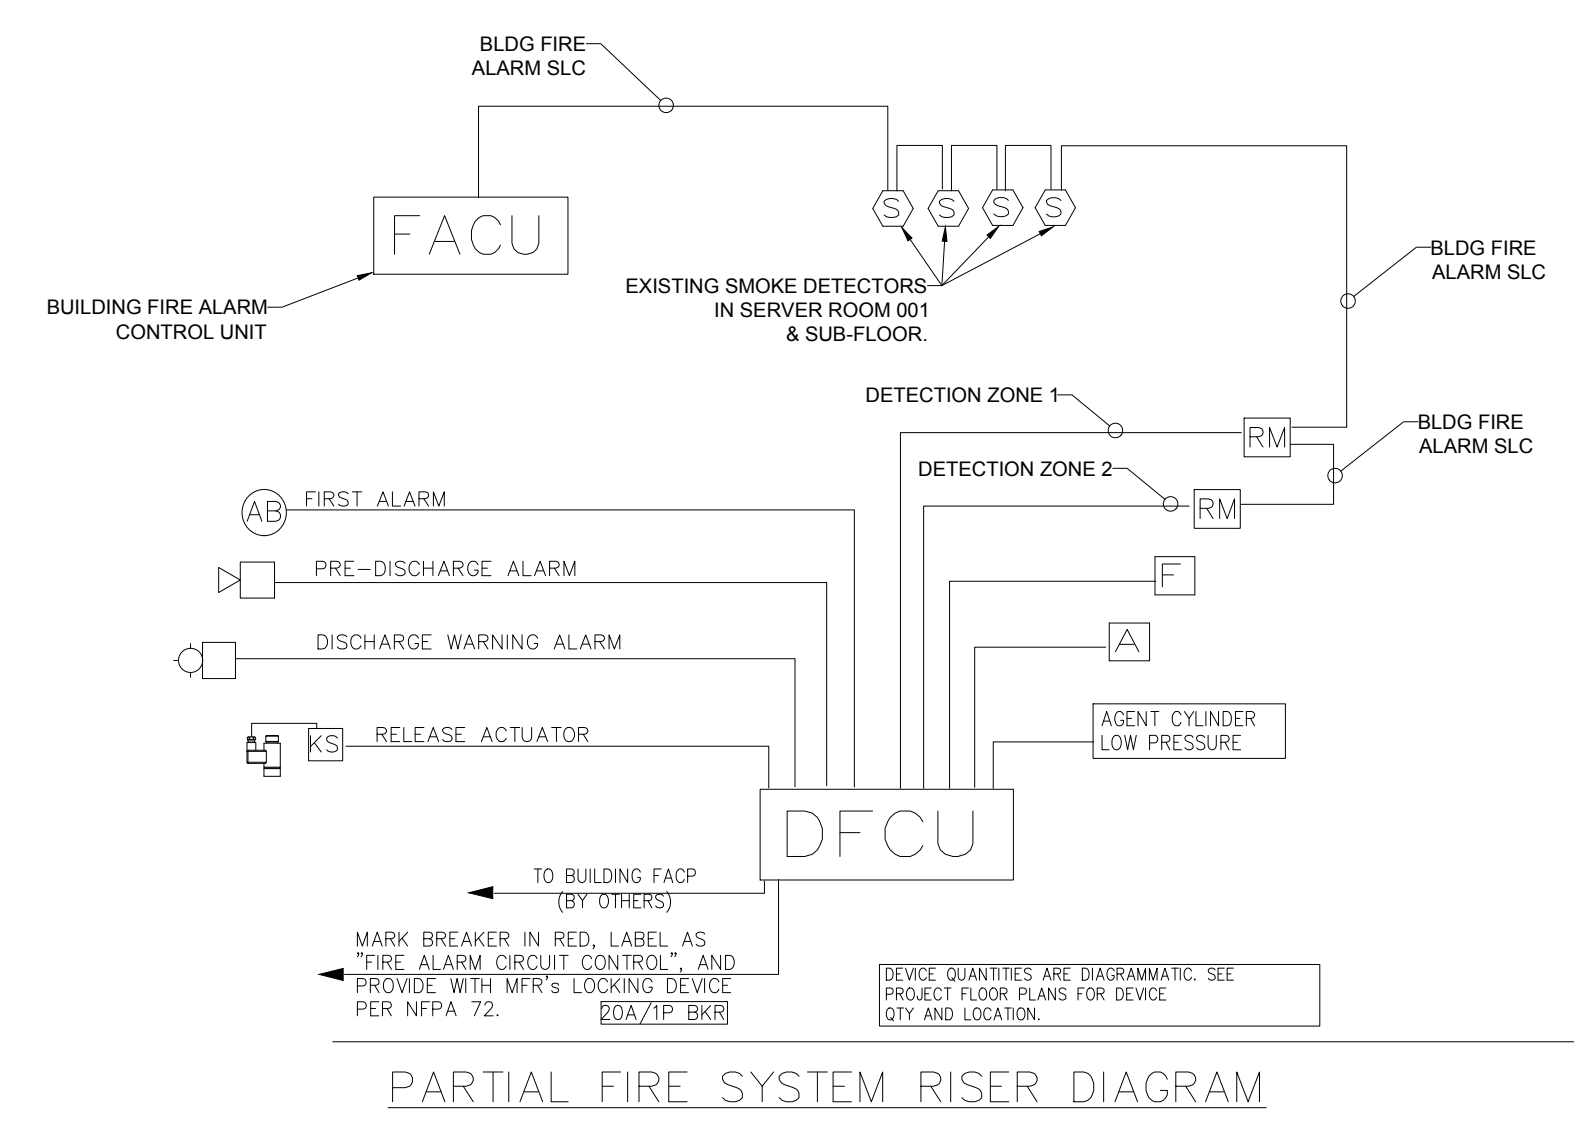 BLDG FIRE
ALARM SLC
FACU
BUILDING FIRE ALARM
CONTROL UNIT
S S S S
EXISTING SMOKE DETECTORS
IN SERVER ROOM 001
& SUB-FLOOR.
BLDG FIRE
ALARM SLC
DETECTION ZONE 1
RM
BLDG FIRE
ALARM SLC
DETECTION ZONE 2
RM
AB
FIRST ALARM
PRE-DISCHARGE ALARM
F
DISCHARGE WARNING ALARM
A
KS
RELEASE ACTUATOR
AGENT CYLINDER
LOW PRESSURE
DFCU
TO BUILDING FACP
(BY OTHERS)
MARK BREAKER IN RED, LABEL AS
"FIRE ALARM CIRCUIT CONTROL", AND
PROVIDE WITH MFR's LOCKING DEVICE
PER NFPA 72.
20A/1P BKR
DEVICE QUANTITIES ARE DIAGRAMMATIC. SEE
PROJECT FLOOR PLANS FOR DEVICE
QTY AND LOCATION.
PARTIAL FIRE SYSTEM RISER DIAGRAM